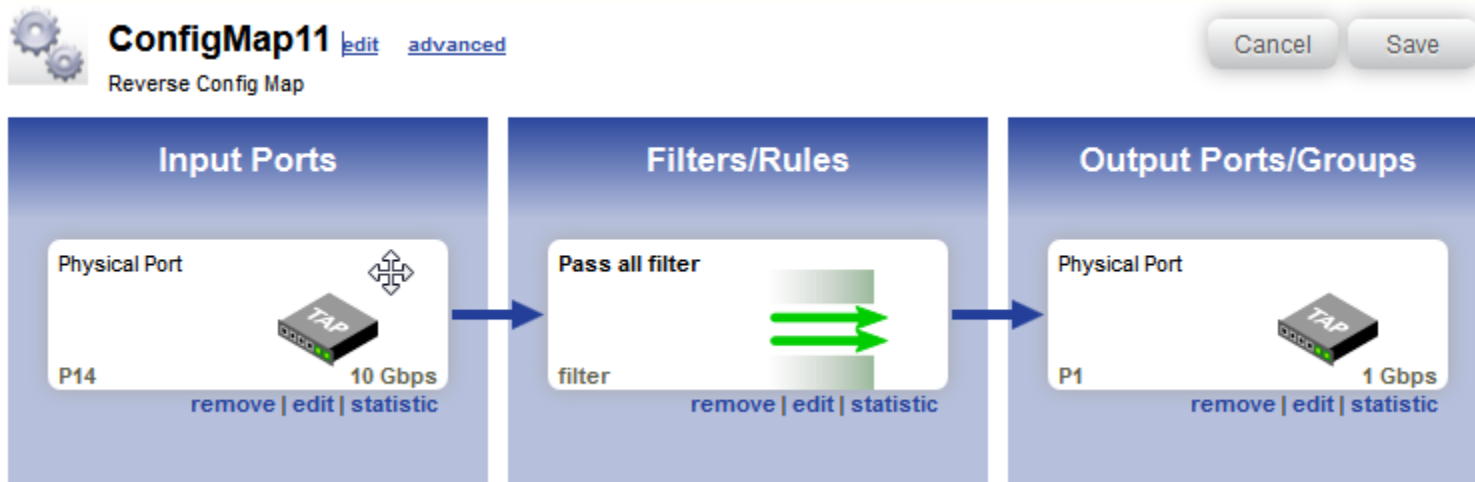 ConfigMap11 edit advanced
Cancel Save
Reverse Config Map
Input Ports
Filters/Rules
Output Ports/Groups
Physical Port
TAP
P14 10 Gbps
remove | edit | statistic
Pass all filter
filter
remove | edit | statistic
Physical Port
TAP
P1 1 Gbps
remove | edit | statistic